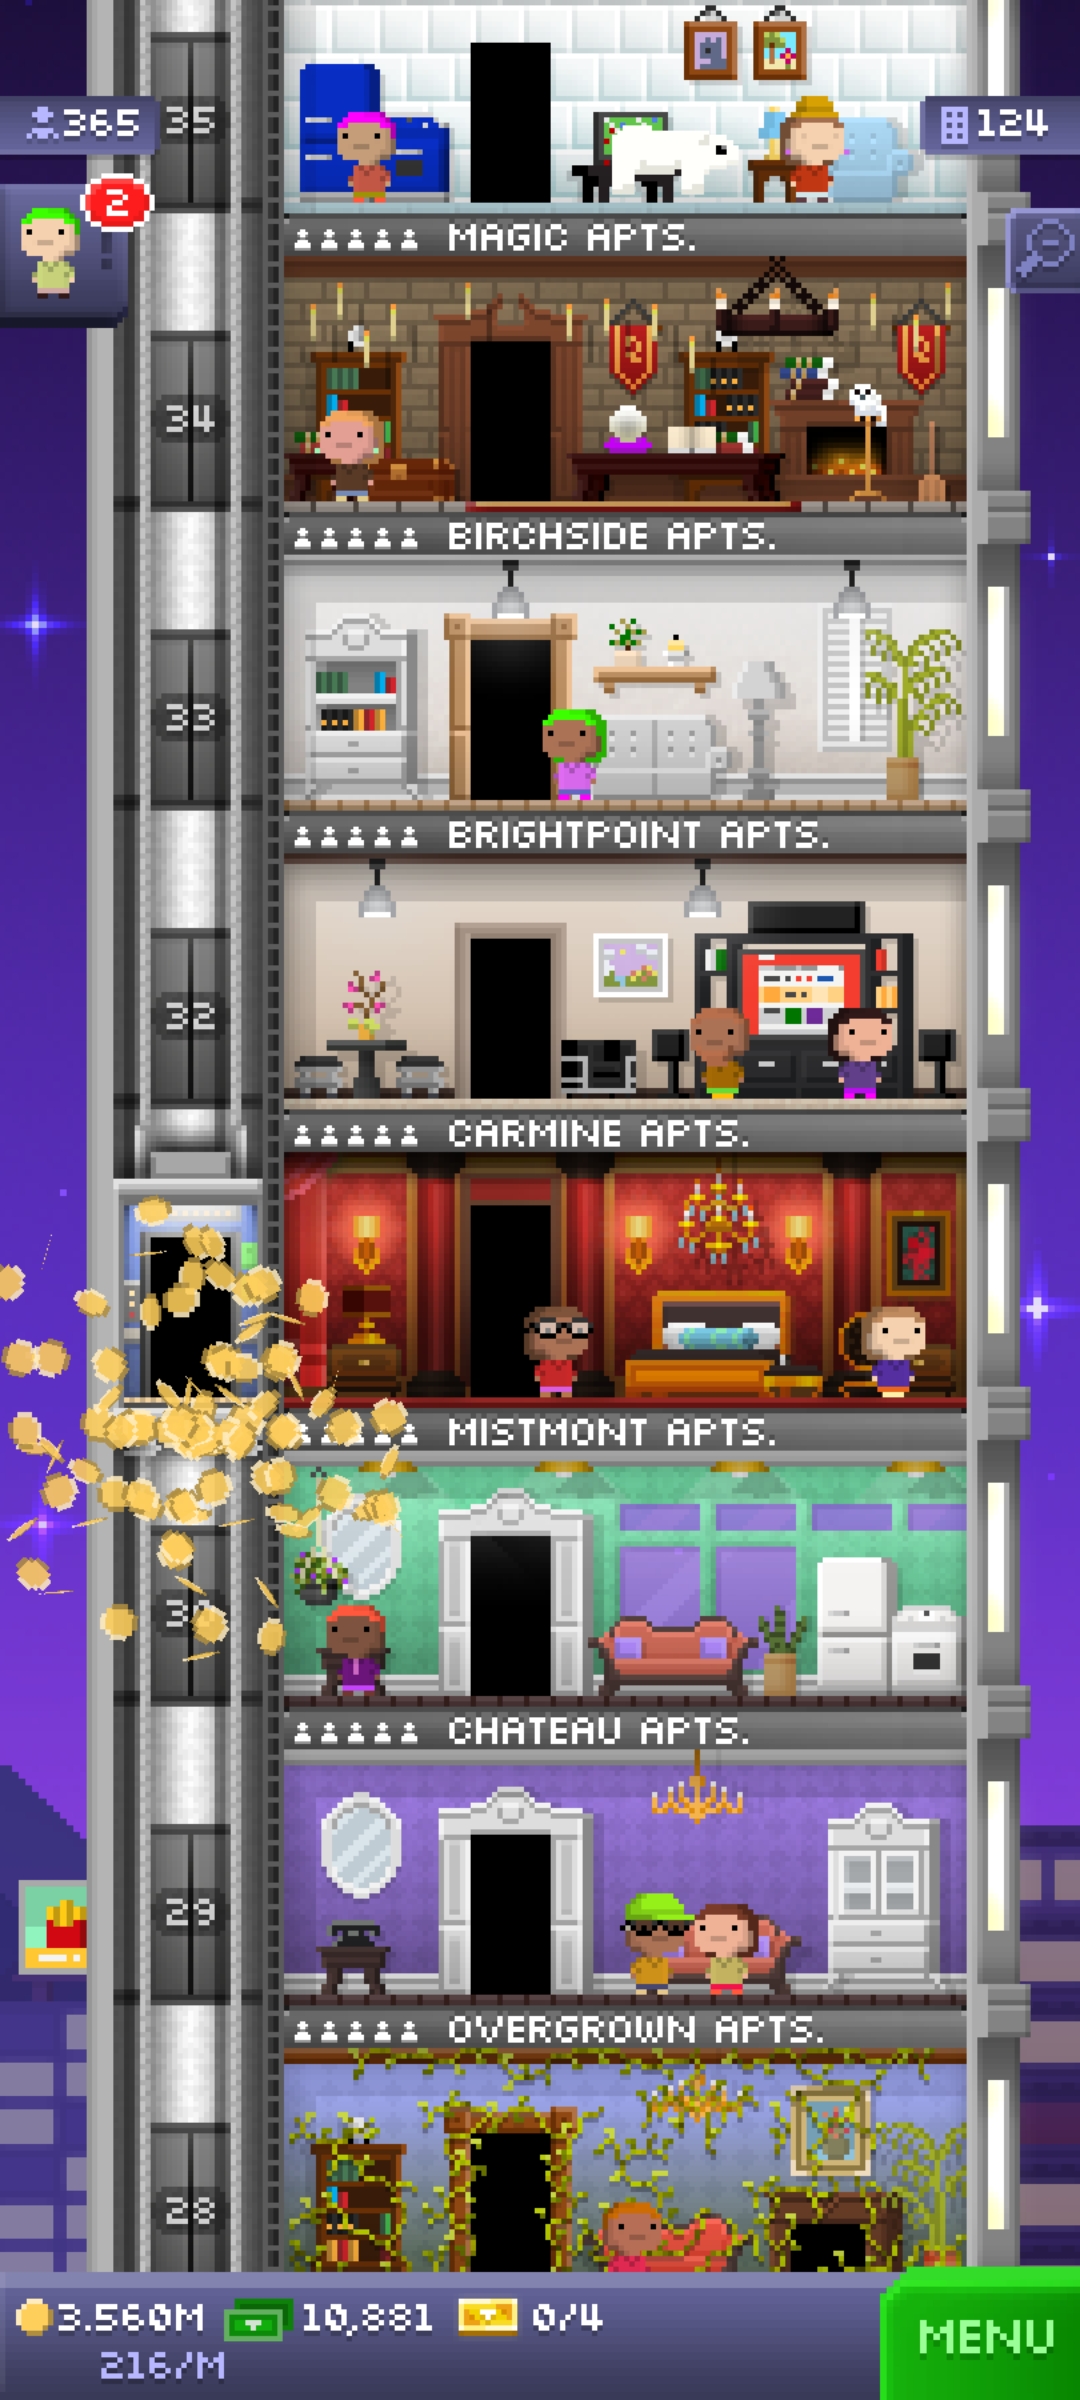 365
35
124
2
MAGIC APTS.
34
BIRCHSIDE APTS.
33
BRIGHTPOINT APTS.
32
CARMINE APTS.
MISTMONT APTS.
CHATEAU APTS.
29
OVERGROWN APTS.
28
3.560M 10,881 0/4
216/M
MENU